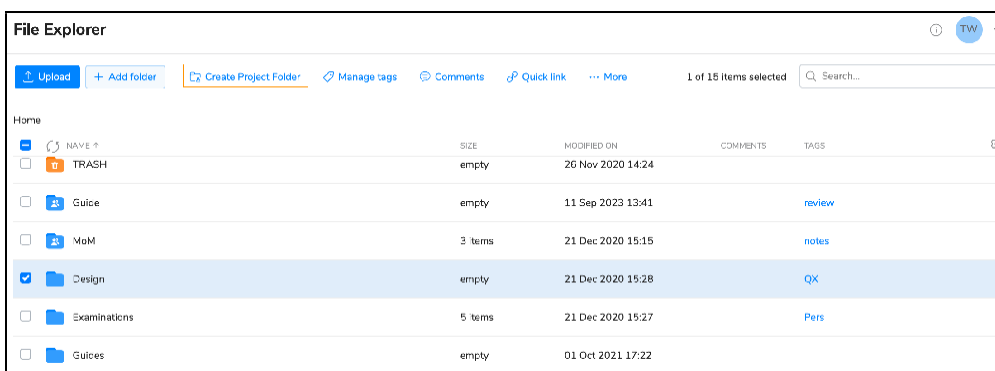 File Explorer
TW
Upload + Add folder Create Project Folder Manage tags Comments Quick link ··· More 1 of 15 items selected Search...
Home
NAME ↑ SIZE MODIFIED ON COMMENTS TAGS
TRASH empty 26 Nov 2020 14:24
Guide empty 11 Sep 2023 13:41 review
MoM 3 items 21 Dec 2020 15:15 notes
Design empty 21 Dec 2020 15:28 QX
Examinations 5 items 21 Dec 2020 15:27 Pers
Guides empty 01 Oct 2021 17:22